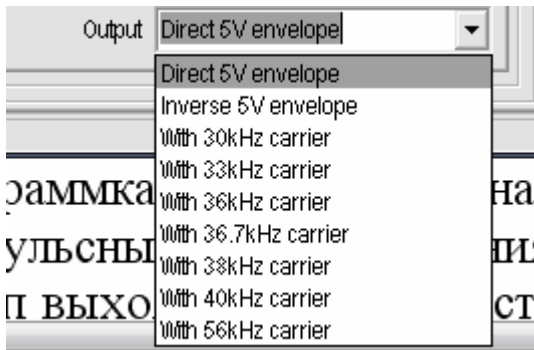 Output Direct 5V envelope
Direct 5V envelope
Inverse 5V envelope
With 30kHz carrier
With 33kHz carrier
With 36kHz carrier
With 36.7kHz carrier
With 38kHz carrier
With 40kHz carrier
With 56kHz carrier